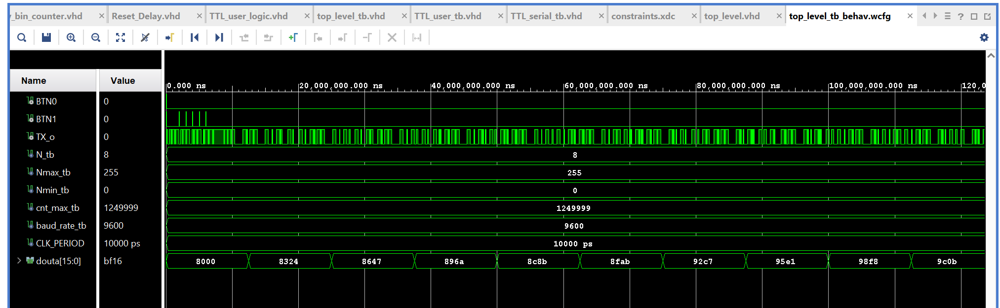 _bin_counter.vhd × Reset_Delay.vhd × TTL_user_logic.vhd × top_level_tb.vhd × TTL_user_tb.vhd × TTL_serial_tb.vhd × constraints.xdc × top_level.vhd × top_level_tb_behav.wcfg ×
Name Value
0.000 ns 20,000,000.000 ns 40,000,000.000 ns 60,000,000.000 ns 80,000,000.000 ns 100,000,000.000 ns 120,0
BTN0 0
BTN1 0
TX_o 0
N_tb 8 8
Nmax_tb 255 255
Nmin_tb 0 0
cnt_max_tb 1249999 1249999
baud_rate_tb 9600 9600
CLK_PERIOD 10000 ps 10000 ps
douta[15:0] bf16 8000 8324 8647 896a 8c8b 8fab 92c7 95e1 98f8 9c0b